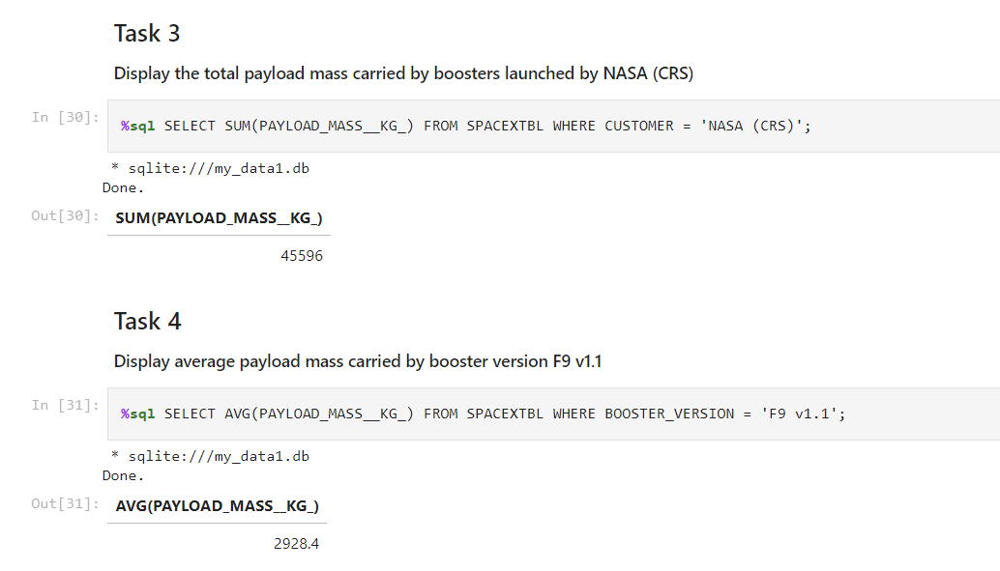 Task 3
Display the total payload mass carried by boosters launched by NASA (CRS)
In [30]: %sql SELECT SUM(PAYLOAD_MASS__KG_) FROM SPACEXTBL WHERE CUSTOMER = 'NASA (CRS)';
* sqlite:///my_data1.db
Done.
Out[30]: SUM(PAYLOAD_MASS__KG_)
45596
Task 4
Display average payload mass carried by booster version F9 v1.1
In [31]: %sql SELECT AVG(PAYLOAD_MASS__KG_) FROM SPACEXTBL WHERE BOOSTER_VERSION = 'F9 v1.1';
* sqlite:///my_data1.db
Done.
Out[31]: AVG(PAYLOAD_MASS__KG_)
2928.4